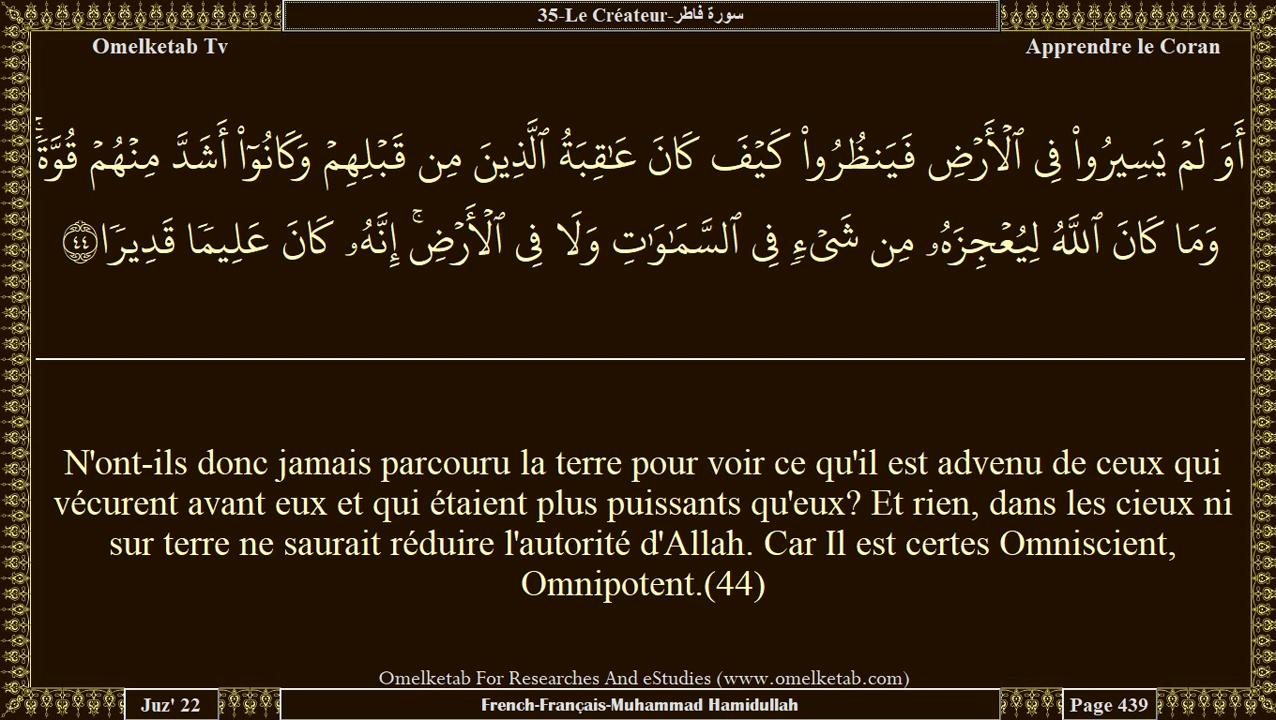 35-Le Créateur-سورة فاطر
Omelketab Tv
Apprendre le Coran
أَوَ لَمۡ يَسِيرُواْ فِي ٱلۡأَرۡضِ فَيَنظُرُواْ كَيۡفَ كَانَ عَٰقِبَةُ ٱلَّذِينَ مِن قَبۡلِهِمۡ وَكَانُوٓاْ أَشَدَّ مِنۡهُمۡ قُوَّةٗۚ
وَمَا كَانَ ٱللَّهُ لِيُعۡجِزَهُۥ مِن شَيۡءٖ فِي ٱلسَّمَٰوَٰتِ وَلَا فِي ٱلۡأَرۡضِۚ إِنَّهُۥ كَانَ عَلِيمٗا قَدِيرٗا ٤٤
N'ont-ils donc jamais parcouru la terre pour voir ce qu'il est advenu de ceux qui
vécurent avant eux et qui étaient plus puissants qu'eux? Et rien, dans les cieux ni
sur terre ne saurait réduire l'autorité d'Allah. Car Il est certes Omniscient,
Omnipotent.(44)
Omelketab For Researches And eStudies (www.omelketab.com)
Juz' 22
French-Français-Muhammad Hamidullah
Page 439